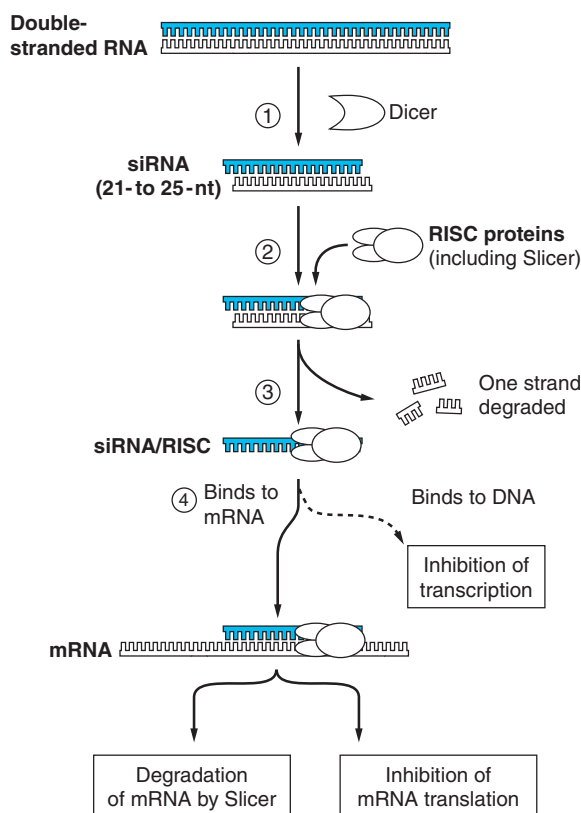 Double-
stranded RNA
①
Dicer
siRNA
(21- to 25-nt)
②
RISC proteins
(including Slicer)
③
One strand
degraded
siRNA/RISC
④ Binds to
mRNA
Binds to DNA
Inhibition of
transcription
mRNA
Degradation
of mRNA by Slicer
Inhibition of
mRNA translation